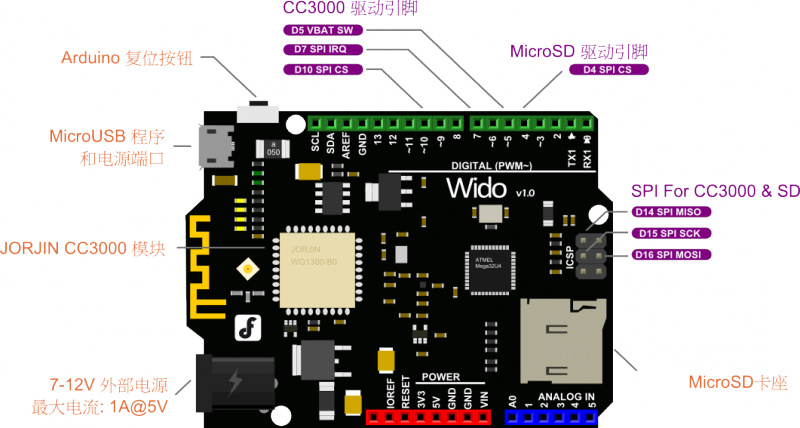 CC3000 驱动引脚
D5 VBAT SW
D7 SPI IRQ
D10 SPI CS
MicroSD 驱动引脚
D4 SPI CS
Arduino 复位按钮
MicroUSB 程序
和电源端口
JORJIN CC3000 模块
7-12V 外部电源
最大电流: 1A@5V
SPI For CC3000 & SD
D14 SPI MISO
D15 SPI SCK
D16 SPI MOSI
MicroSD卡座
SCL
SDA
AREF
GND
13
12
~11
~10
~9
8
7
~6
~5
4
~3
2
TX1
RX1
DIGITAL (PWM~)
Wido v1.0
a
050
JORJIN
WG1300-B0
ATMEL
Mega32U4
ICSP
POWER
IOREF
RESET
3V3
5V
GND
GND
VIN
ANALOG IN
A0
1
2
3
4
5